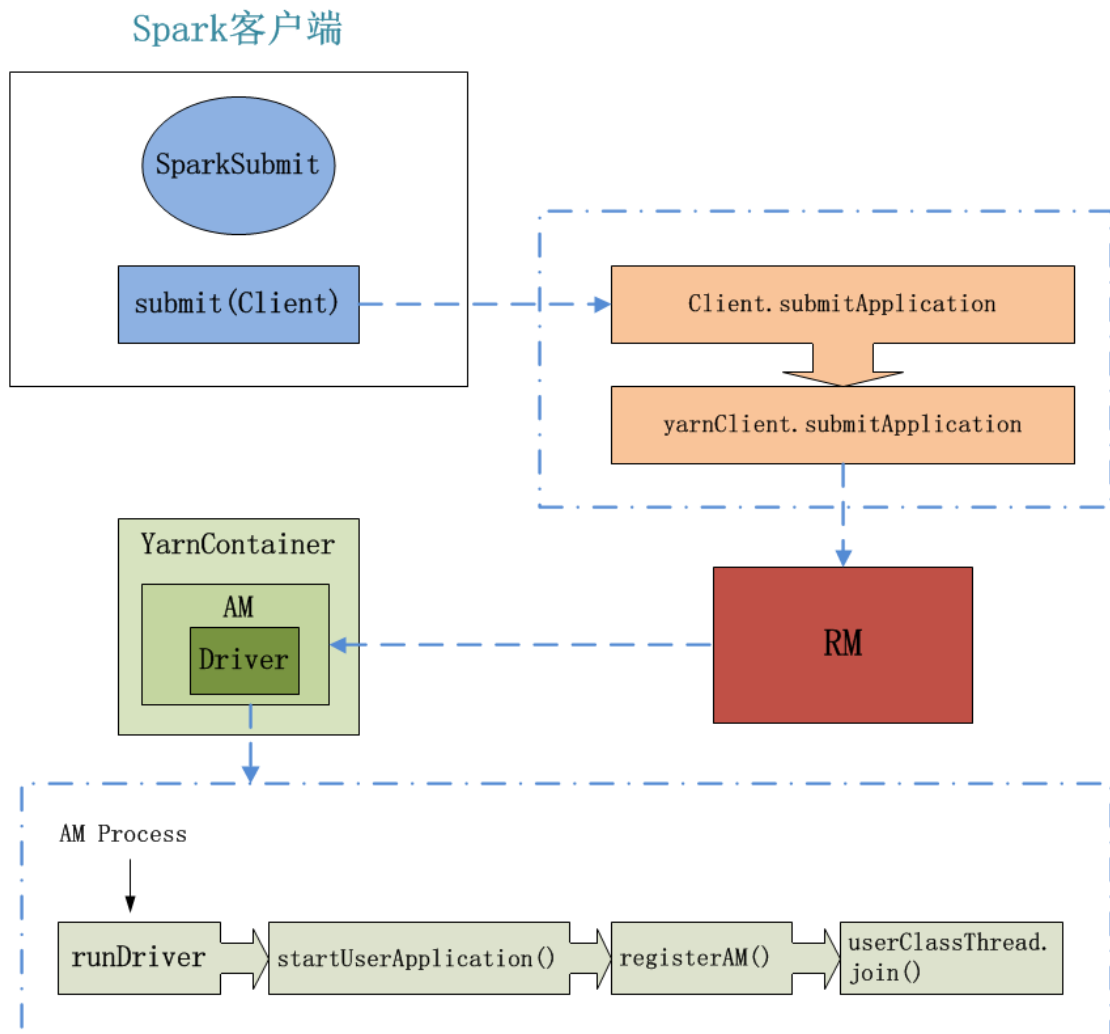 Spark客户端
SparkSubmit
submit(Client)
Client.submitApplication
yarnClient.submitApplication
YarnContainer
AM
Driver
RM
AM Process
runDriver
startUserApplication()
registerAM()
userClassThread.
join()